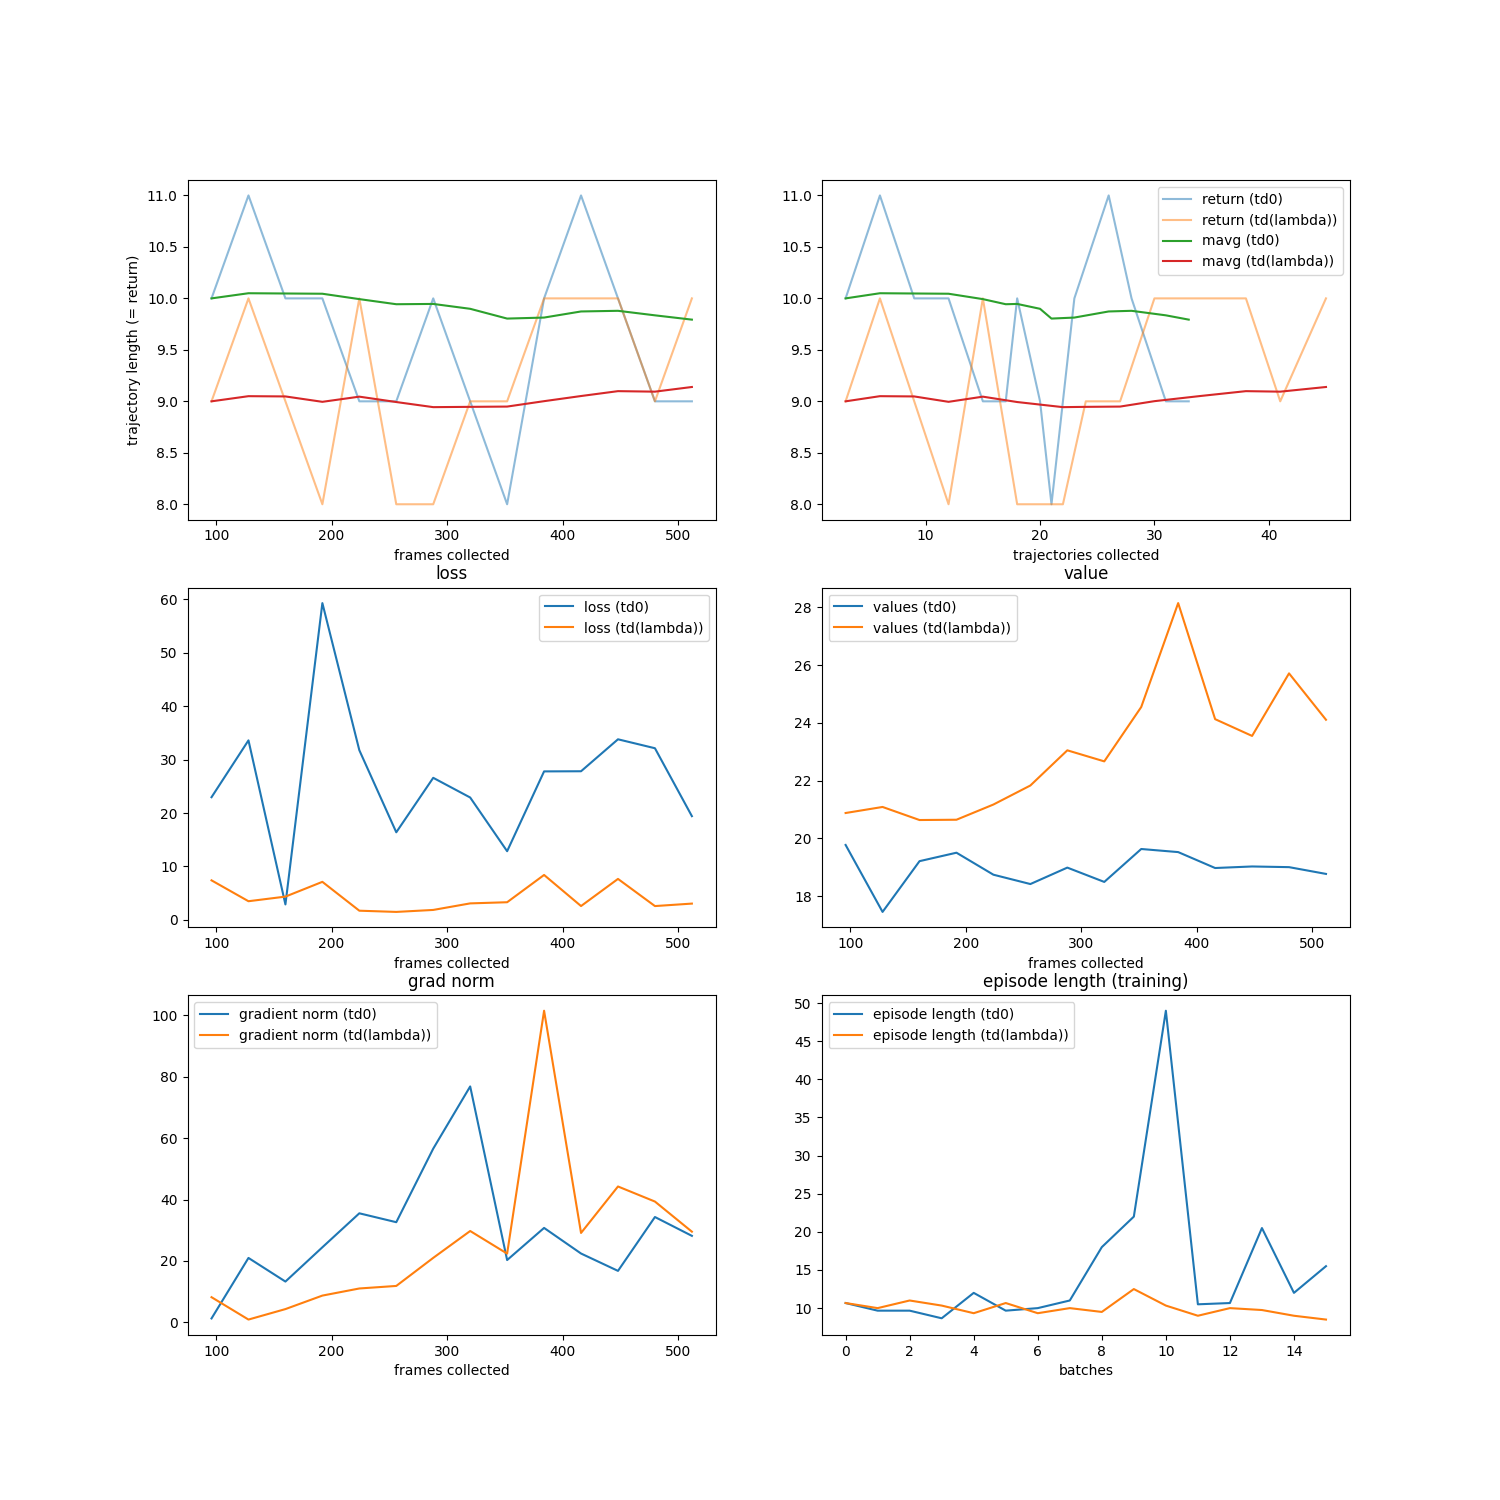 11.0
10.5
10.0
9.5
9.0
8.5
8.0
trajectory length (= return)
100 200 300 400 500
frames collected
11.0
10.5
10.0
9.5
9.0
8.5
8.0
return (td0)
return (td(lambda))
mavg (td0)
mavg (td(lambda))
10 20 30 40
trajectories collected
loss
60
50
40
30
20
10
0
loss (td0)
loss (td(lambda))
100 200 300 400 500
frames collected
value
28
26
24
22
20
18
values (td0)
values (td(lambda))
100 200 300 400 500
frames collected
grad norm
100
80
60
40
20
0
gradient norm (td0)
gradient norm (td(lambda))
100 200 300 400 500
frames collected
episode length (training)
50
45
40
35
30
25
20
15
10
episode length (td0)
episode length (td(lambda))
0 2 4 6 8 10 12 14
batches